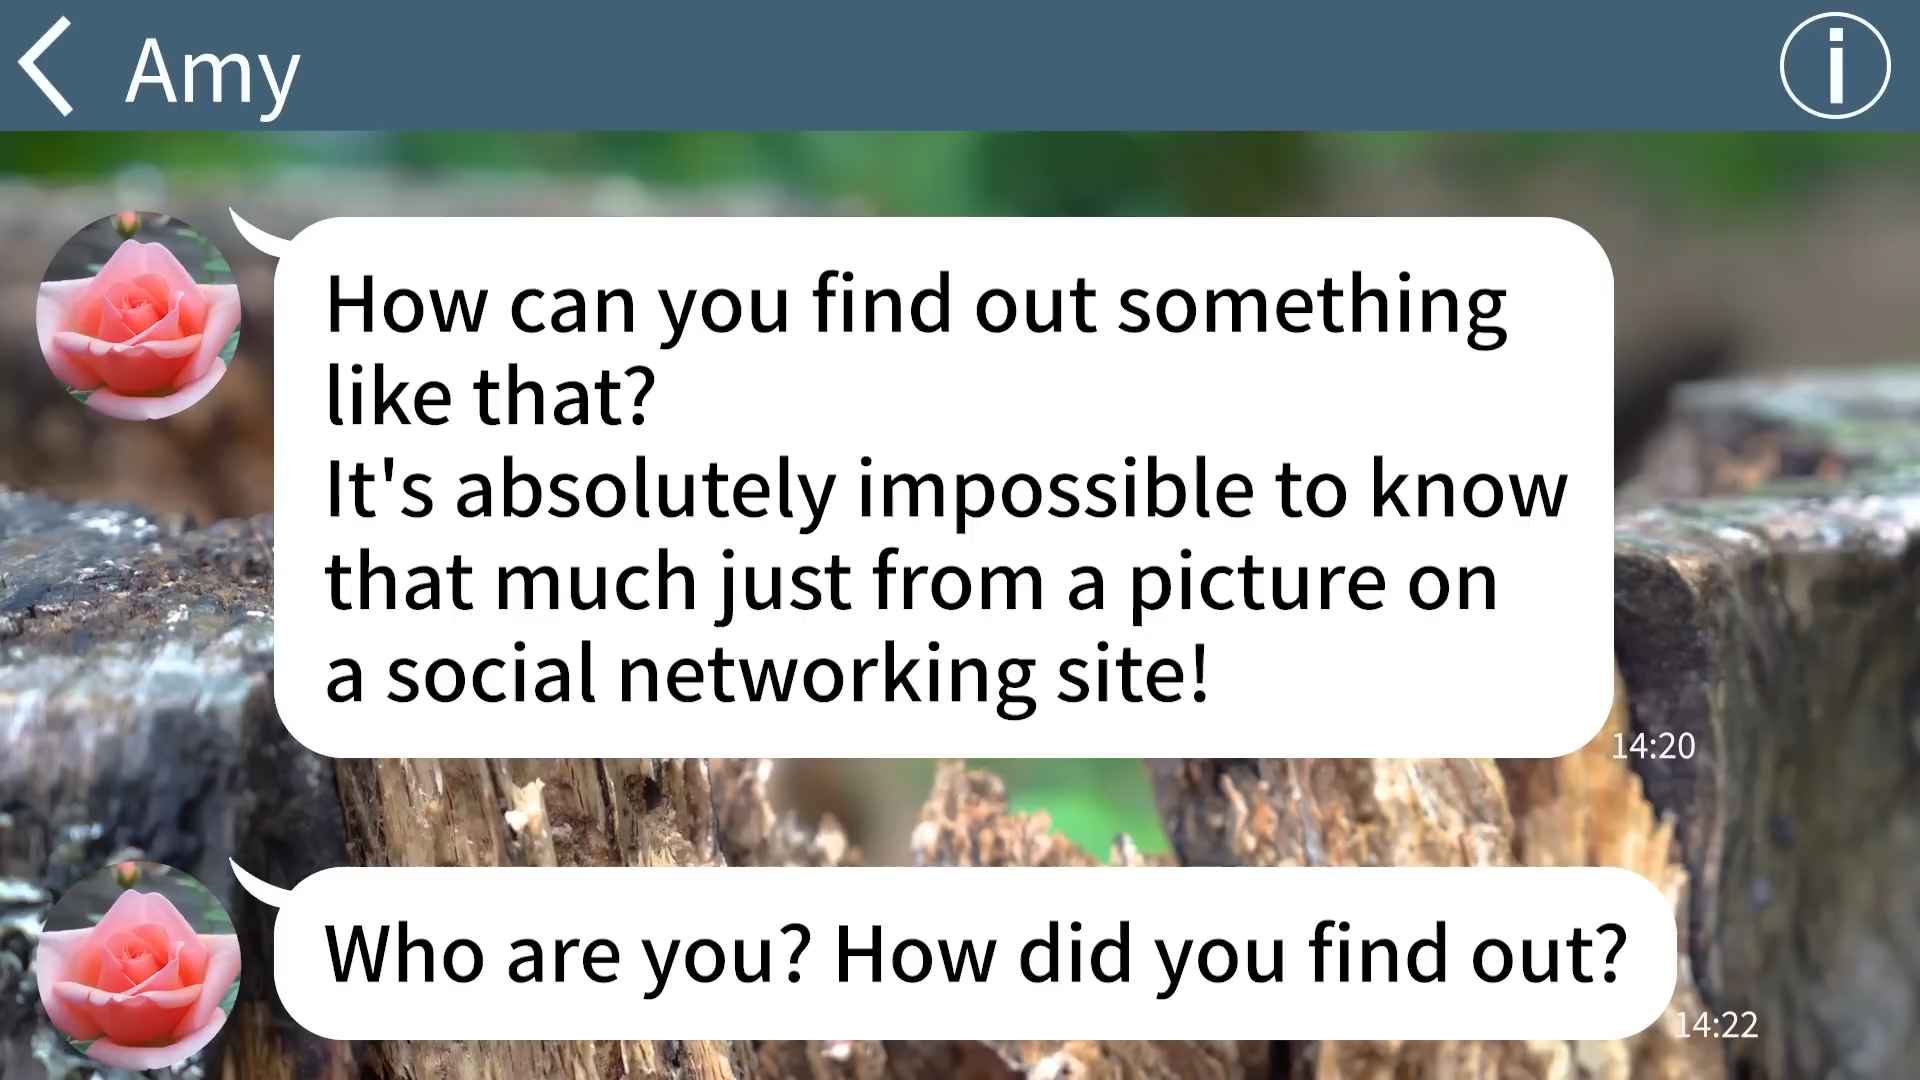 Amy
How can you find out something
like that?
It's absolutely impossible to know
that much just from a picture on
a social networking site!
14:20
Who are you? How did you find out?
14:22